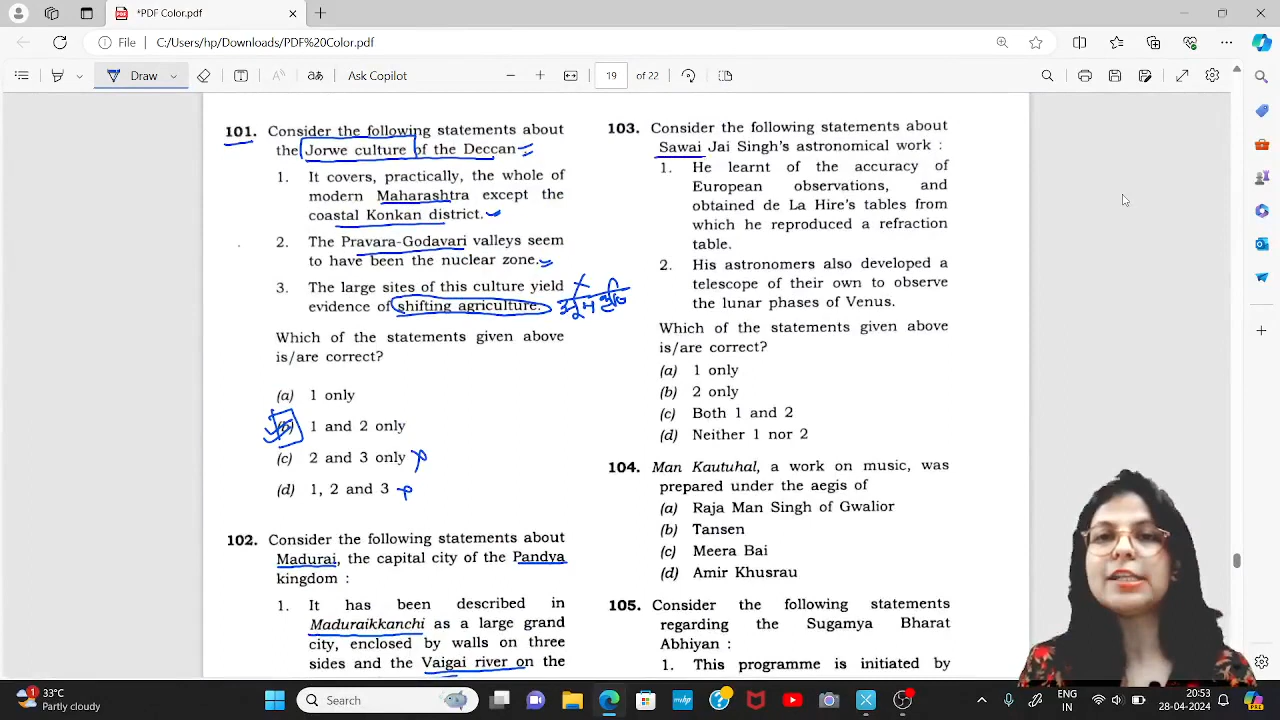 *PDF Color.pdf
File
C:/Users/hp/Downloads/PDF%20Color.pdf
Draw
Ask Copilot
19
of 22
101. Consider the following statements about
the Jorwe culture of the Deccan
1. It covers, practically, the whole of
modern Maharashtra except the
coastal Konkan district.
2. The Pravara-Godavari valleys seem
to have been the nuclear zone.
3. The large sites of this culture yield
evidence of shifting agriculture.
Which of the statements given above
is/are correct?
(a) 1 only
(b) 1 and 2 only
(c) 2 and 3 only
(d) 1, 2 and 3
102. Consider the following statements about
Madurai, the capital city of the Pandya
kingdom :
1. It has been described in
Maduraikkanchi as a large grand
city, enclosed by walls on three
sides and the Vaigai river on the
103. Consider the following statements about
Sawai Jai Singh's astronomical work :
1. He learnt of the accuracy of
European observations, and
obtained de La Hire's tables from
which he reproduced a refraction
table.
2. His astronomers also developed a
telescope of their own to observe
the lunar phases of Venus.
Which of the statements given above
is/are correct?
(a) 1 only
(b) 2 only
(c) Both 1 and 2
(d) Neither 1 nor 2
104. Man Kautuhal, a work on music, was
prepared under the aegis of
(a) Raja Man Singh of Gwalior
(b) Tansen
(c) Meera Bai
(d) Amir Khusrau
105. Consider the following statements
regarding the Sugamya Bharat
Abhiyan :
1. This programme is initiated by
1
33°C
Partly cloudy
Search
ENG
IN
20:53
28-04-2024